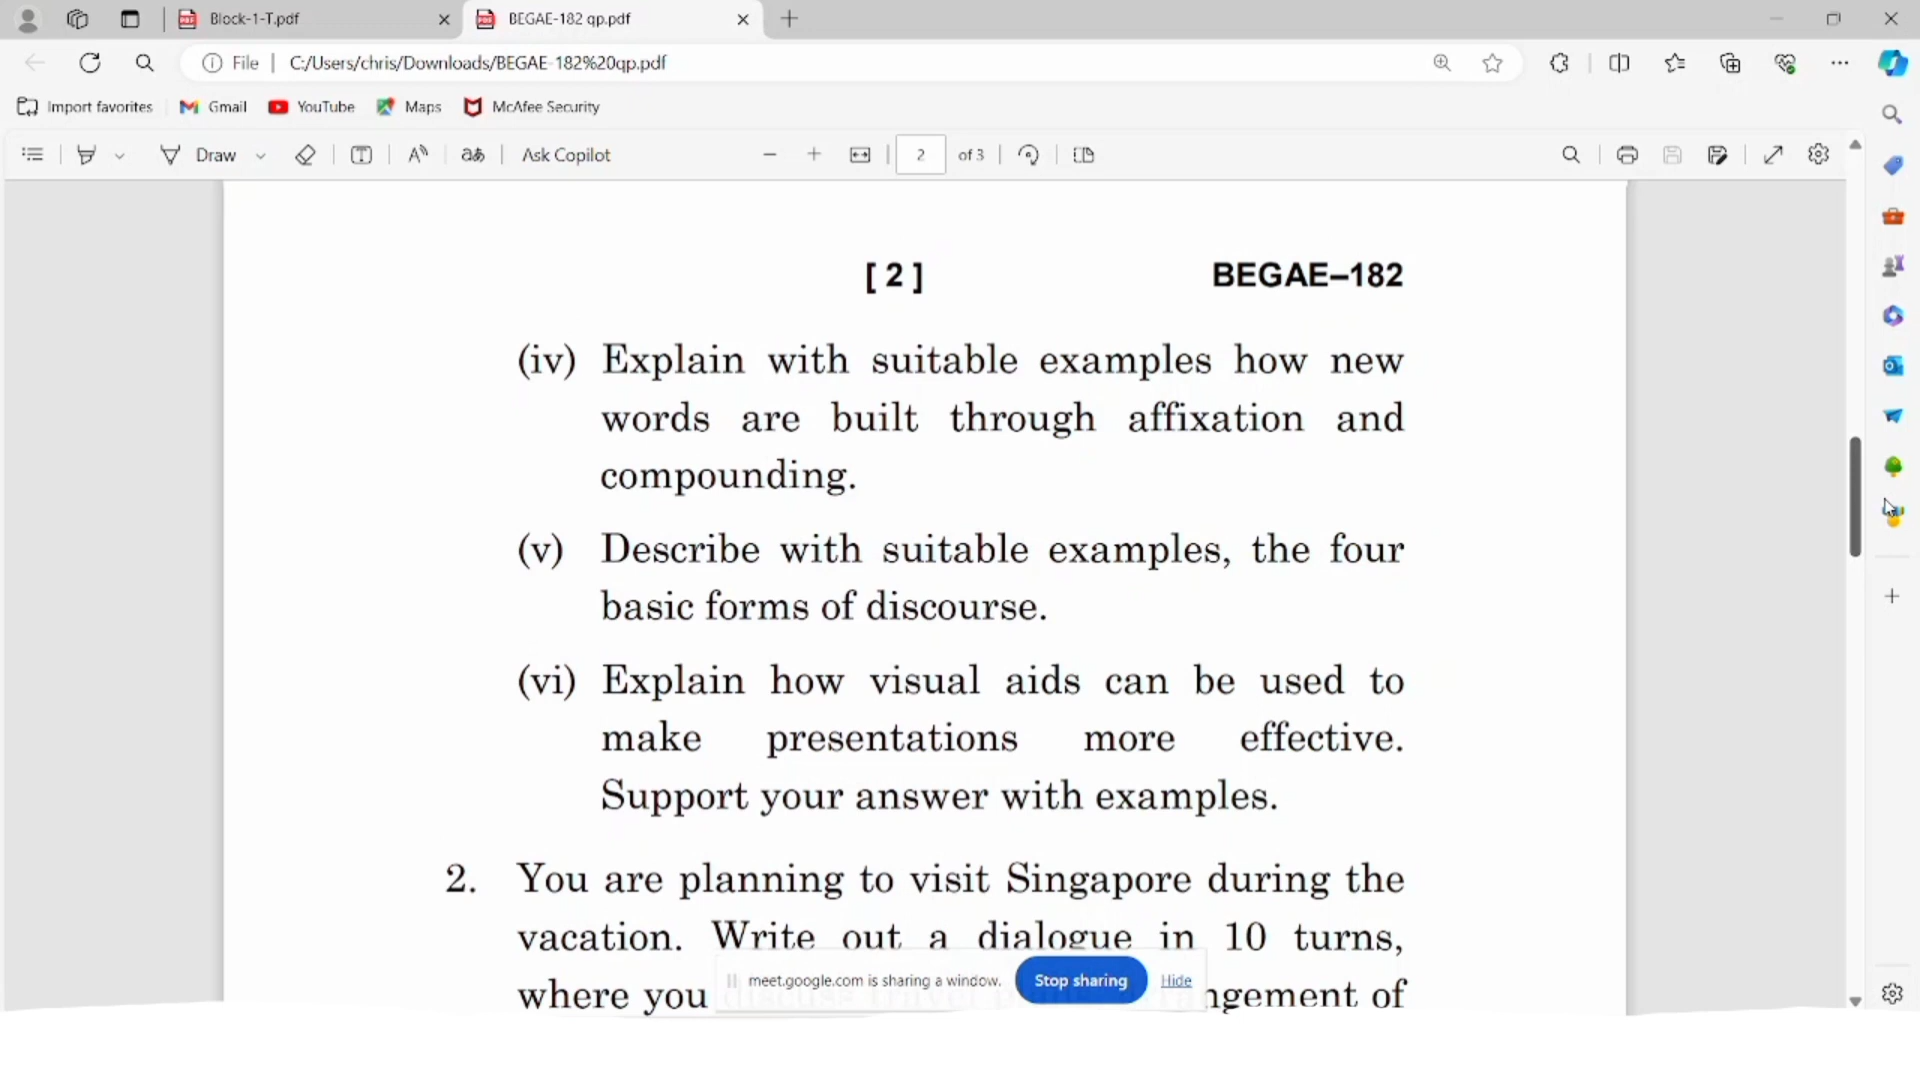 Block-1-T.pdf
BEGAE-182 qp.pdf
File
C:/Users/chris/Downloads/BEGAE-182%20qp.pdf
Import favorites
Gmail
YouTube
Maps
McAfee Security
Draw
Ask Copilot
2
of 3
[ 2 ] BEGAE–182
(iv) Explain with suitable examples how new
words are built through affixation and
compounding.
(v) Describe with suitable examples, the four
basic forms of discourse.
(vi) Explain how visual aids can be used to
make presentations more effective.
Support your answer with examples.
2. You are planning to visit Singapore during the
vacation. Write out a dialogue in 10 turns,
where you ngement of
meet.google.com is sharing a window.
Stop sharing
Hide